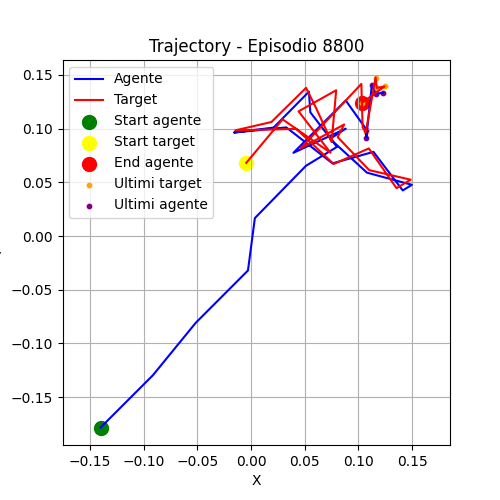 Trajectory - Episodio 8800
Agente
Target
Start agente
Start target
End agente
Ultimi target
Ultimi agente
0.15
0.10
0.05
0.00
−0.05
−0.10
−0.15
−0.15 −0.10 −0.05 0.00 0.05 0.10 0.15
X